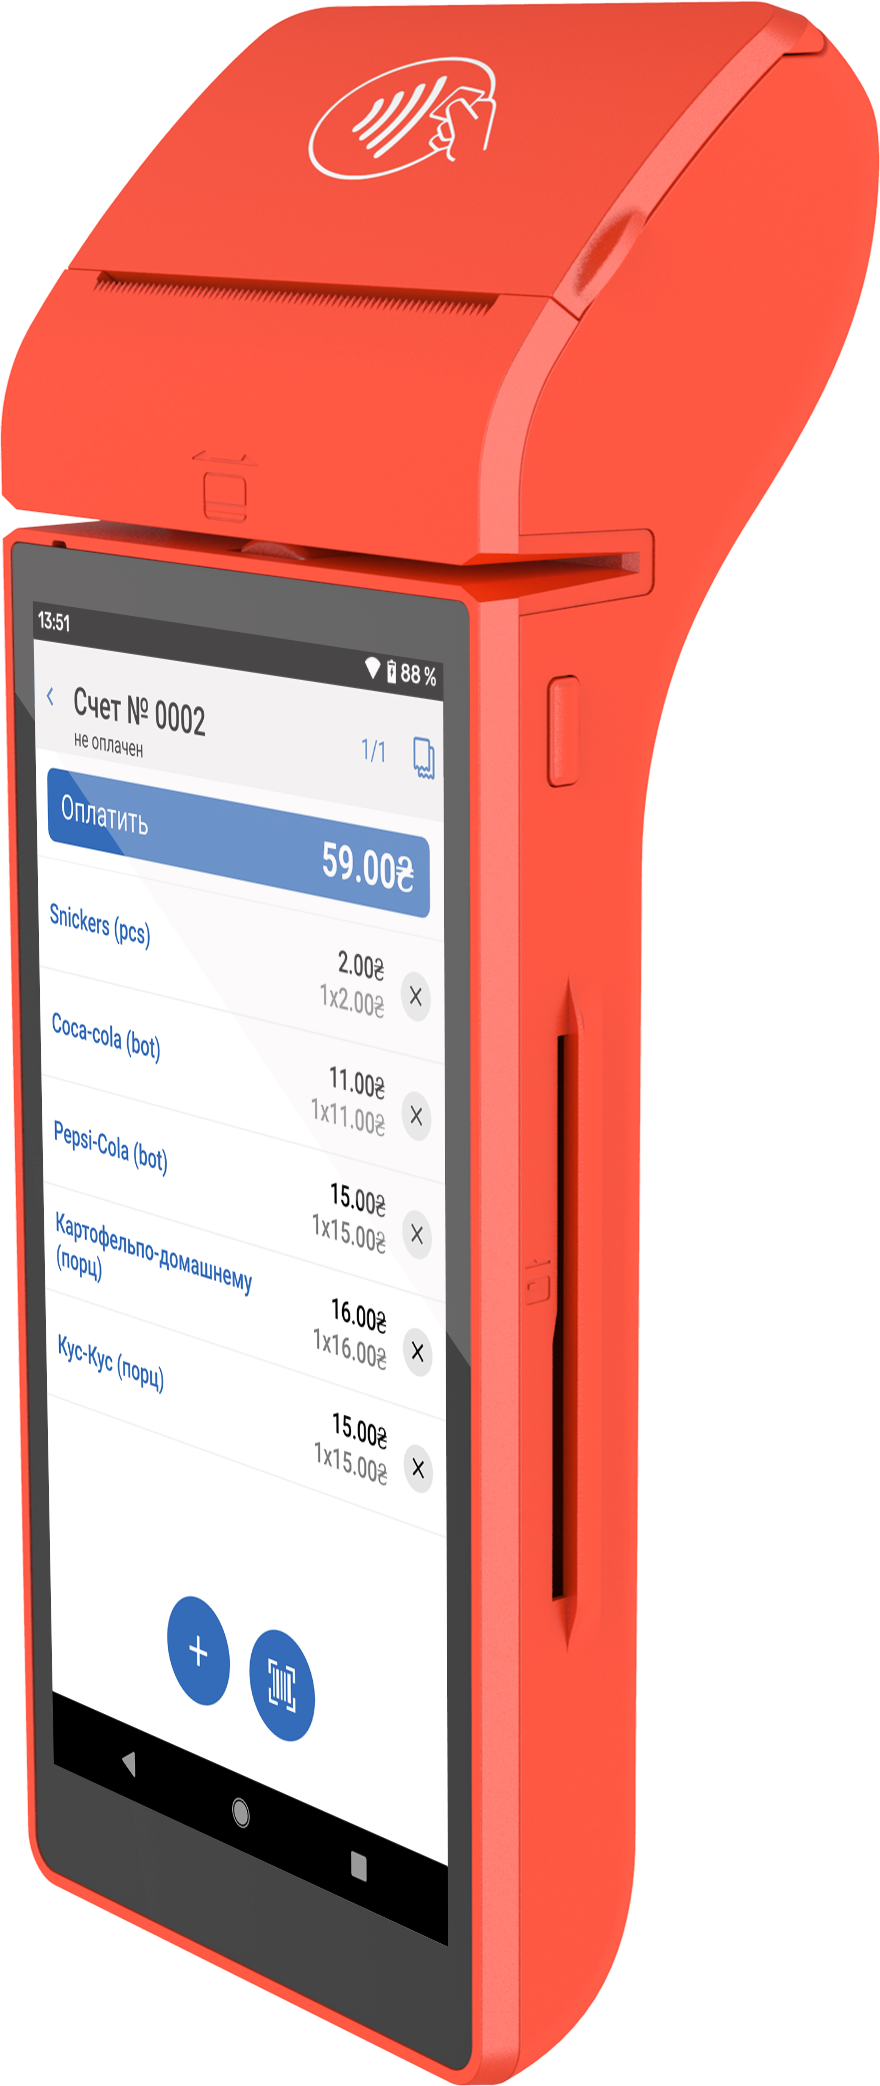 13:51
88 %
Счет № 0002
не оплачен
1/1
Оплатить
59.00₴
Snickers (pcs)
2.00₴
1x2.00₴
Coca-cola (bot)
11.00₴
1x11.00₴
Pepsi-Cola (bot)
15.00₴
1x15.00₴
Картофельпо-домашнему
(порц)
16.00₴
1x16.00₴
Кус-Кус (порц)
15.00₴
1x15.00₴